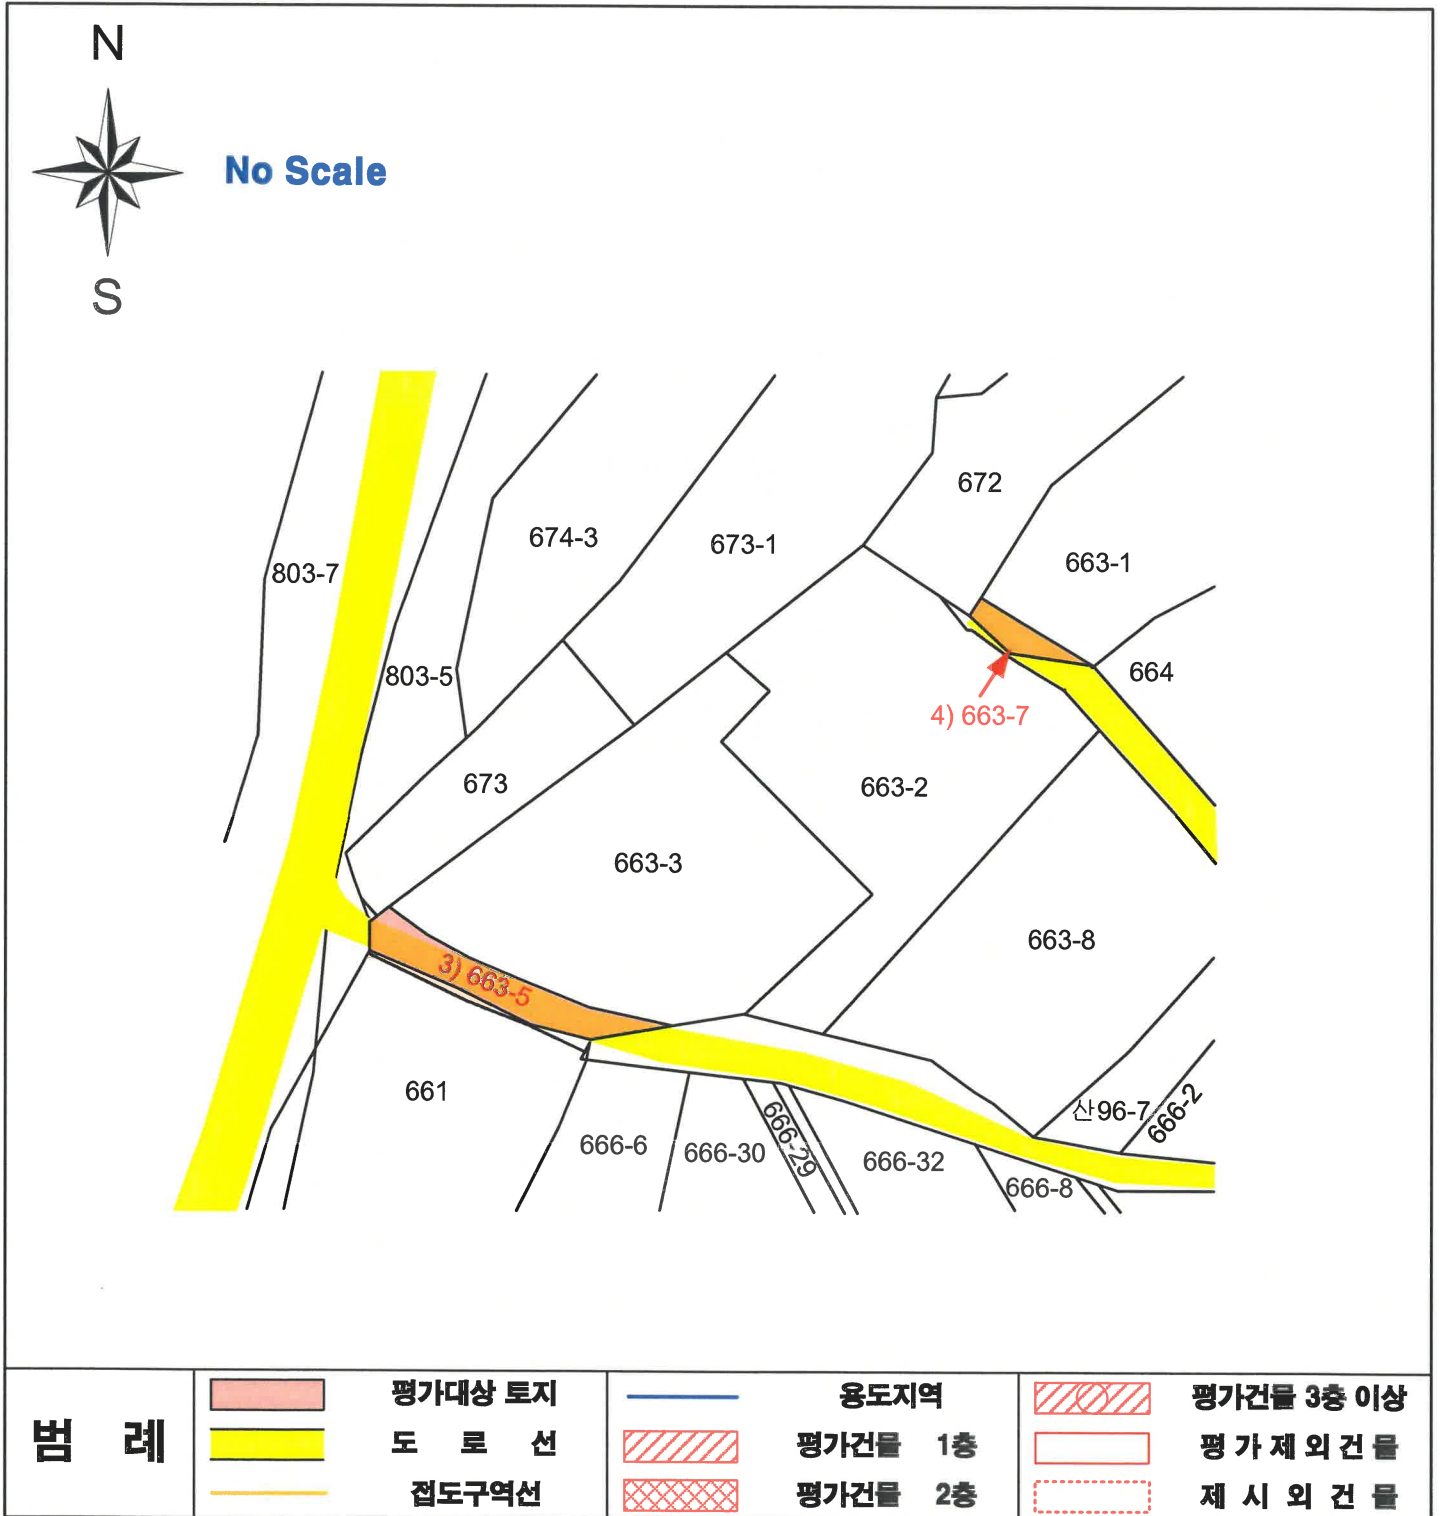 N
No Scale
S
672
674-3
673-1
663-1
803-7
664
803-5
4) 663-7
673
663-2
663-3
663-8
3) 663-5
661
산96-7
666-2
666-6
666-30
666-29
666-32
666-8
범 례
평가대상 토지
도 로 선
접도구역선
용도지역
평가건물 1층
평가건물 2층
평가건물 3층 이상
평 가 제 외 건 물
제 시 외 건 물